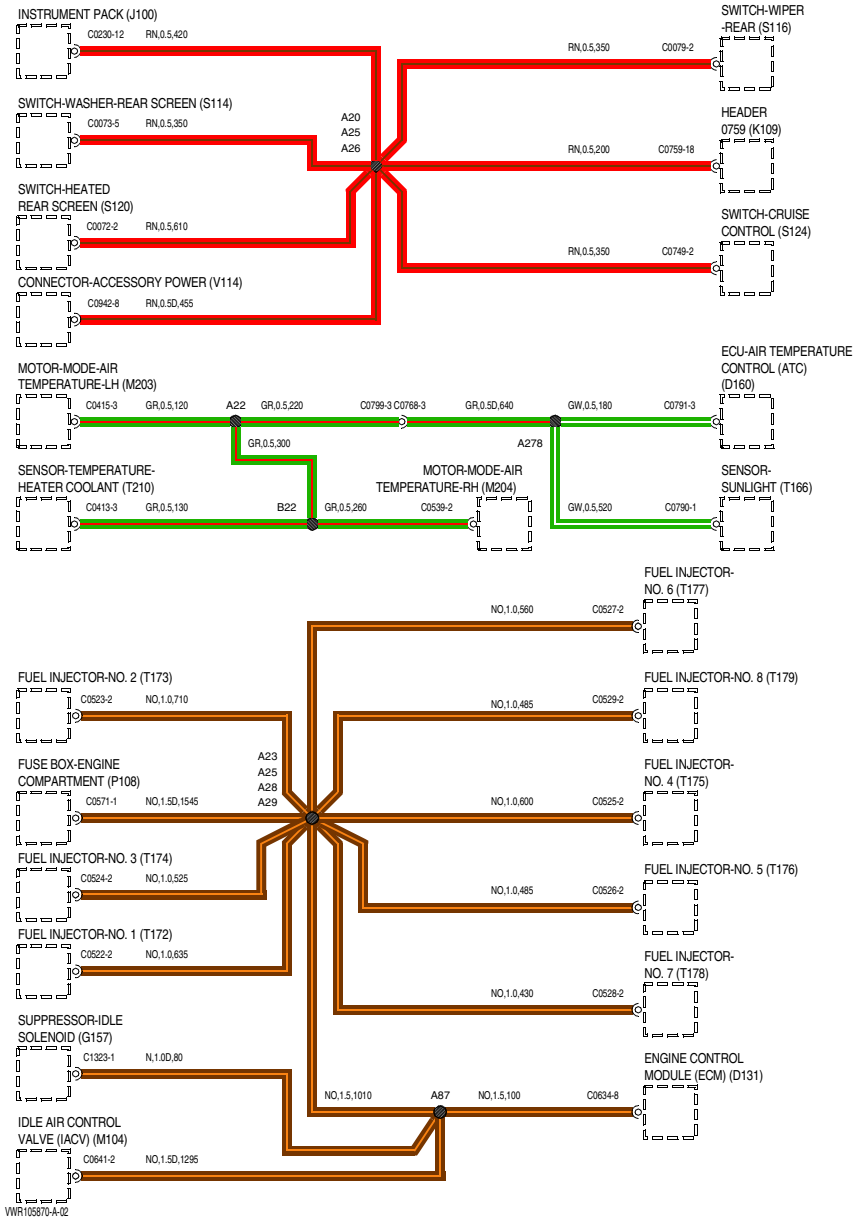 INSTRUMENT PACK (J100)
C0230-12 RN,0.5,420
SWITCH-WIPER
-REAR (S116)
RN,0.5,350 C0079-2
SWITCH-WASHER-REAR SCREEN (S114)
C0073-5 RN,0.5,350
A20
A25
A26
HEADER
0759 (K109)
RN,0.5,200 C0759-18
SWITCH-HEATED
REAR SCREEN (S120)
C0072-2 RN,0.5,610
SWITCH-CRUISE
CONTROL (S124)
RN,0.5,350 C0749-2
CONNECTOR-ACCESSORY POWER (V114)
C0942-8 RN,0.5D,455
MOTOR-MODE-AIR
TEMPERATURE-LH (M203)
C0415-3 GR,0.5,120 A22 GR,0.5,220 C0799-3 C0768-3 GR,0.5D,640 GW,0.5,180 C0791-3
ECU-AIR TEMPERATURE
CONTROL (ATC)
(D160)
GR,0.5,300
A278
SENSOR-TEMPERATURE-
HEATER COOLANT (T210)
C0413-3 GR,0.5,130 B22 GR,0.5,260 C0539-2
MOTOR-MODE-AIR
TEMPERATURE-RH (M204)
GW,0.5,520 C0790-1
SENSOR-
SUNLIGHT (T166)
FUEL INJECTOR-
NO. 6 (T177)
NO,1.0,560 C0527-2
FUEL INJECTOR-NO. 2 (T173)
C0523-2 NO,1.0,710
FUEL INJECTOR-NO. 8 (T179)
NO,1.0,485 C0529-2
A23
A25
A28
A29
FUSE BOX-ENGINE
COMPARTMENT (P108)
C0571-1 NO,1.5D,1545
FUEL INJECTOR-
NO. 4 (T175)
NO,1.0,600 C0525-2
FUEL INJECTOR-NO. 3 (T174)
C0524-2 NO,1.0,525
FUEL INJECTOR-NO. 5 (T176)
NO,1.0,485 C0526-2
FUEL INJECTOR-NO. 1 (T172)
C0522-2 NO,1.0,635
FUEL INJECTOR-
NO. 7 (T178)
NO,1.0,430 C0528-2
SUPPRESSOR-IDLE
SOLENOID (G157)
C1323-1 N,1.0D,80
ENGINE CONTROL
MODULE (ECM) (D131)
NO,1.5,1010 A87 NO,1.5,100 C0634-8
IDLE AIR CONTROL
VALVE (IACV) (M104)
C0641-2 NO,1.5D,1295
VWR105870-A-02